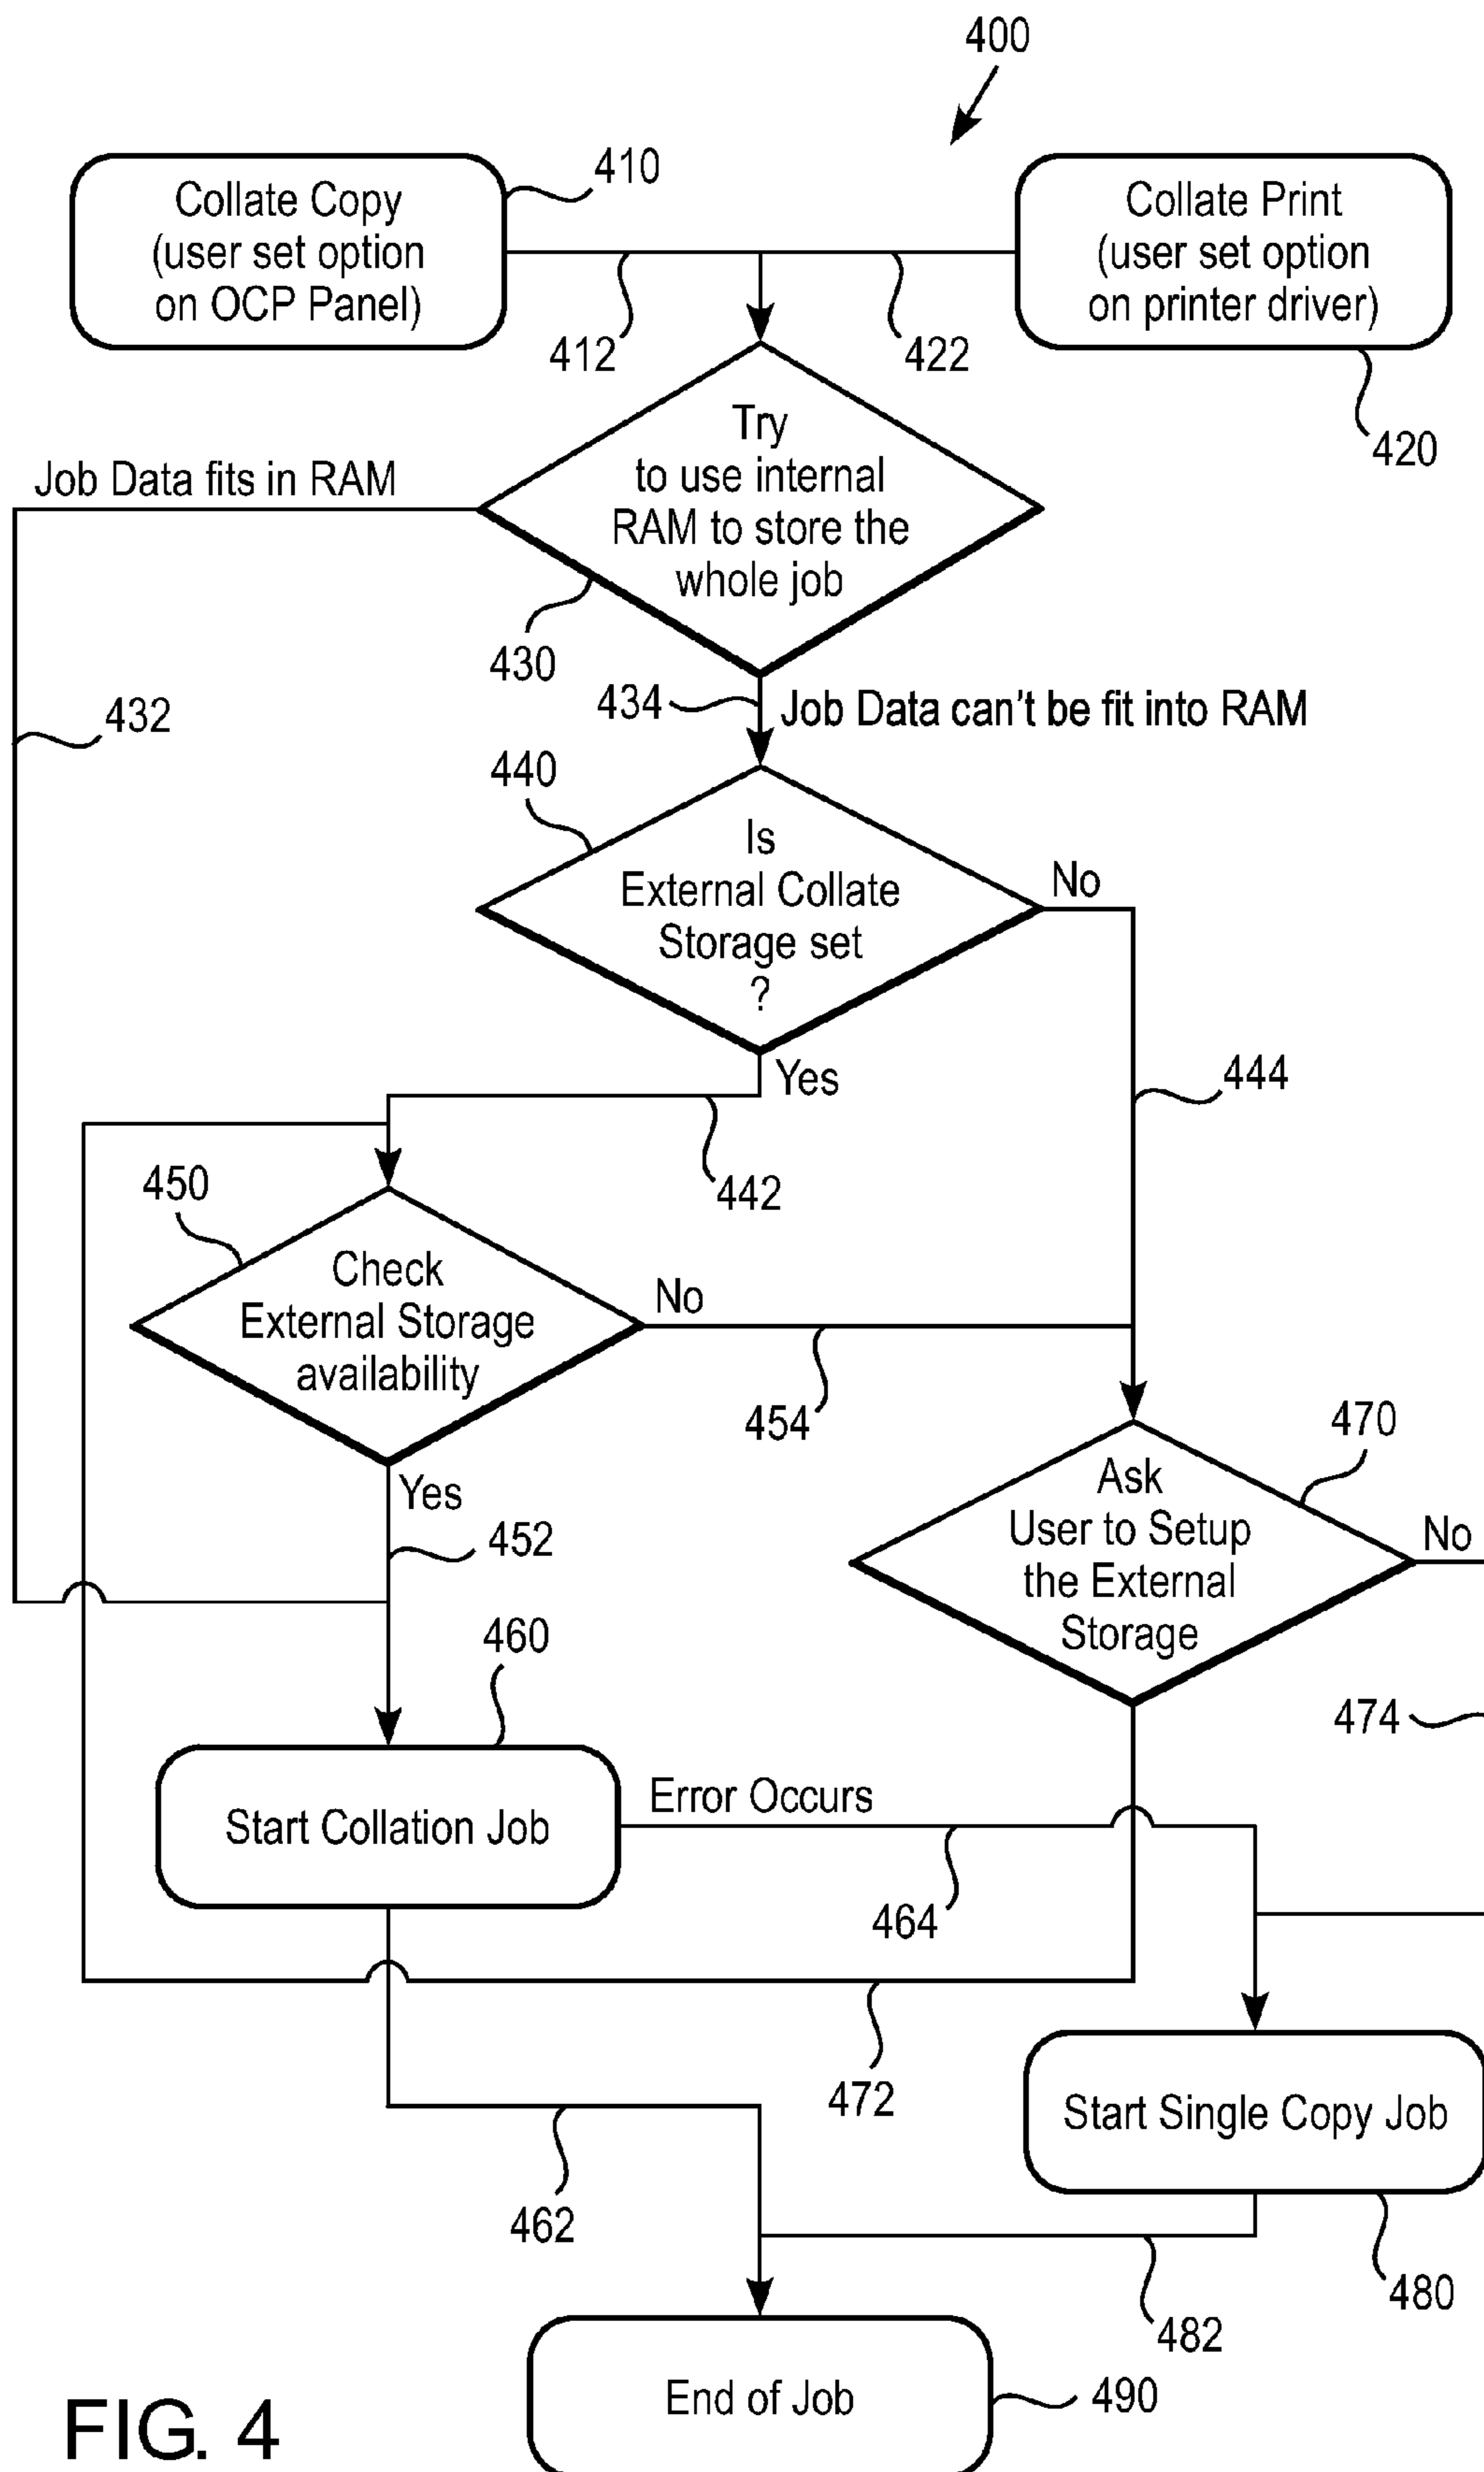 400
Collate Copy
(user set option
on OCP Panel)
410
Collate Print
(user set option
on printer driver)
412
422
420
Try
to use internal
RAM to store the
whole job
Job Data fits in RAM
430
432
434
Job Data can't be fit into RAM
440
Is
External Collate
Storage set
?
No
Yes
444
442
450
Check
External Storage
availability
No
454
Yes
452
470
Ask
User to Setup
the External
Storage
No
474
460
Start Collation Job
Error Occurs
464
472
Start Single Copy Job
462
480
482
End of Job
490
FIG. 4